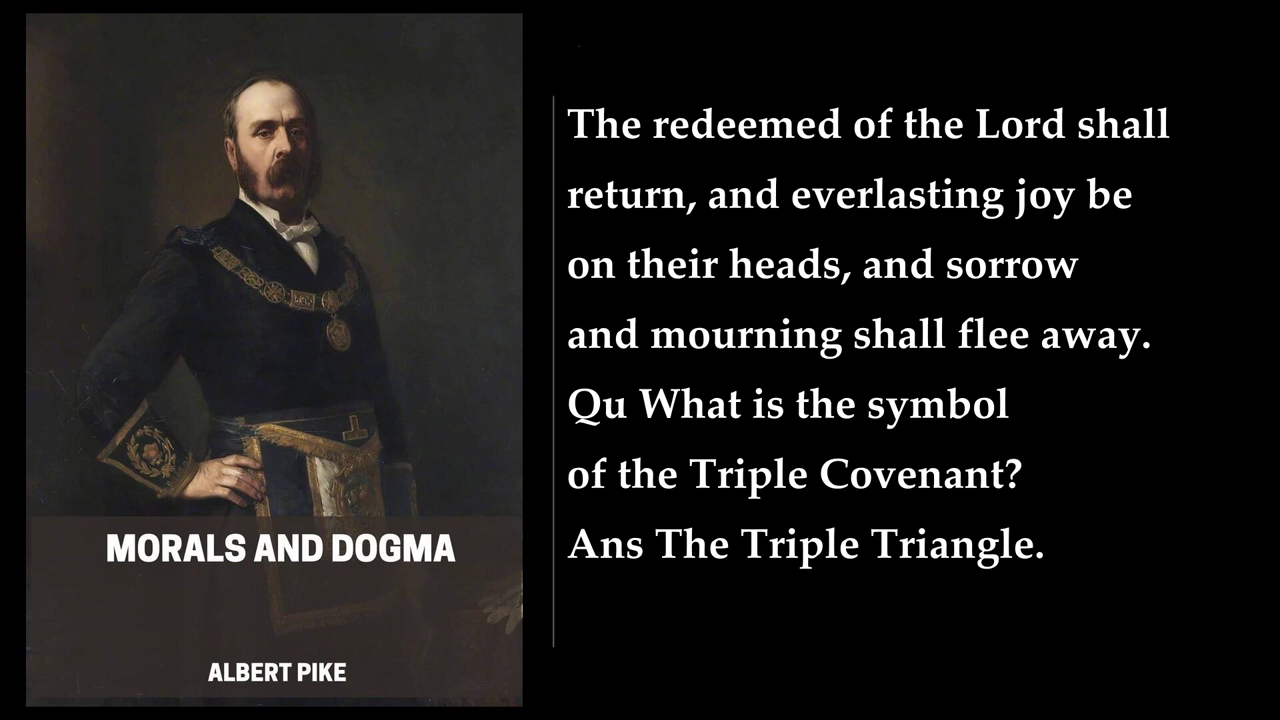 MORALS AND DOGMA
ALBERT PIKE
The redeemed of the Lord shall
return, and everlasting joy be
on their heads, and sorrow
and mourning shall flee away.
Qu What is the symbol
of the Triple Covenant?
Ans The Triple Triangle.